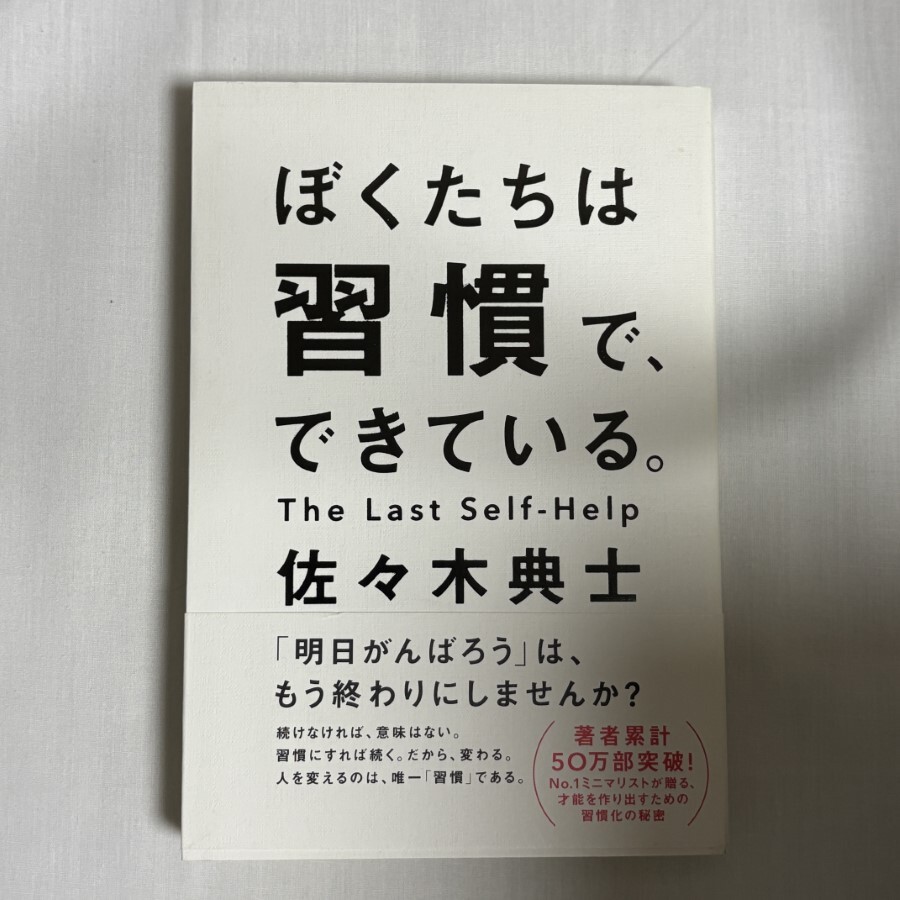 ぼくたちは
習慣で、
できている。
The Last Self-Help
佐々木典士
「明日がんばろう」は、
もう終わりにしませんか？
続けなければ、意味はない。
習慣にすれば続く。だから、変わる。
人を変えるのは、唯一「習慣」である。
著者累計
50万部突破！
No.1ミニマリストが贈る、
才能を作り出すための
習慣化の秘密